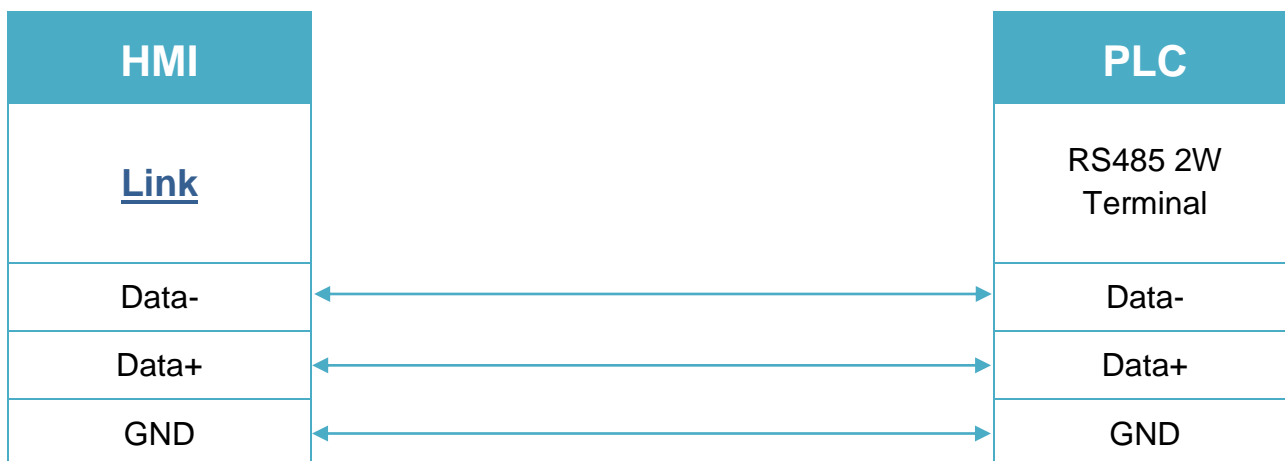 HMI
PLC
Link
RS485 2W
Terminal
Data-
Data-
Data+
Data+
GND
GND